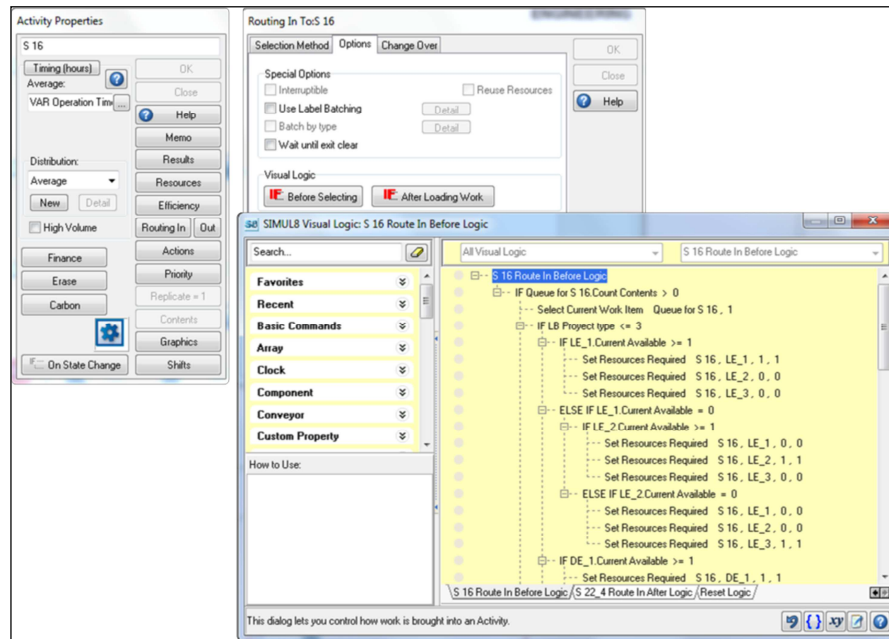 Activity Properties
S 16
Timing (hours)
Average:
VAR Operation Tim
...
Distribution:
Average
New
Detail
High Volume
Finance
Erase
Carbon
On State Change
OK
Close
Help
Memo
Results
Resources
Efficiency
Routing In
Out
Actions
Priority
Replicate = 1
Contents
Graphics
Shifts
Routing In To:S 16
Selection Method
Options
Change Over
Special Options
Interruptible
Reuse Resources
Use Label Batching
Detail
Batch by type
Detail
Wait until exit clear
Visual Logic
IF Before Selecting
IF After Loading Work
OK
Close
Help
S8 SIMUL8 Visual Logic: S 16 Route In Before Logic
Search...
Favorites
Recent
Basic Commands
Array
Clock
Component
Conveyor
Custom Property
How to Use:
All Visual Logic
S 16 Route In Before Logic
S 16 Route In Before Logic
IF Queue for S 16.Count Contents > 0
Select Current Work Item Queue for S 16 , 1
IF LB Proyect type <= 3
IF LE_1.Current Available >= 1
Set Resources Required S 16 , LE_1 , 1 , 1
Set Resources Required S 16 , LE_2 , 0 , 0
Set Resources Required S 16 , LE_3 , 0 , 0
ELSE IF LE_1.Current Available = 0
IF LE_2.Current Available >= 1
Set Resources Required S 16 , LE_1 , 0 , 0
Set Resources Required S 16 , LE_2 , 1 , 1
Set Resources Required S 16 , LE_3 , 0 , 0
ELSE IF LE_2.Current Available = 0
Set Resources Required S 16 , LE_1 , 0 , 0
Set Resources Required S 16 , LE_2 , 0 , 0
Set Resources Required S 16 , LE_3 , 1 , 1
IF DE_1.Current Available >= 1
Set Resources Required S 16 , DE_1 , 1 , 1
S 16 Route In Before Logic
S 22_4 Route In After Logic
Reset Logic
This dialog lets you control how work is brought into an Activity.
{} xy